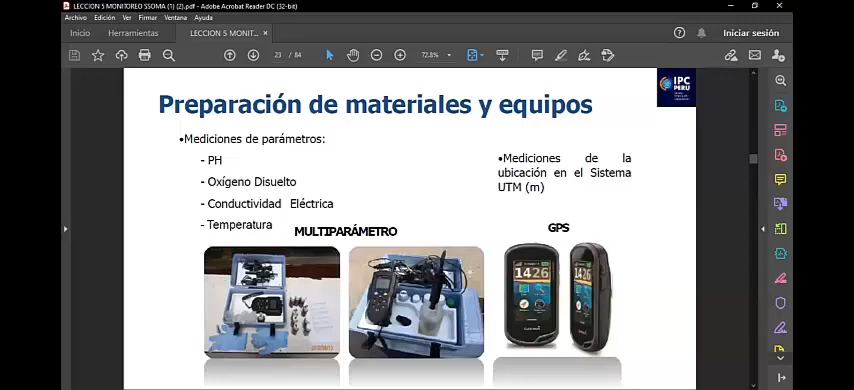 LECCION 5 MONITOREO SSOMA (1) (2).pdf - Adobe Acrobat Reader DC (32-bit)
Archivo Edición Ver Firmar Ventana Ayuda
Inicio Herramientas LECCION 5 MONIT... × Iniciar sesión
23 / 84 72.8%
IPC
PERU
Preparación de materiales y equipos
•Mediciones de parámetros:
- PH
- Oxígeno Disuelto
- Conductividad Eléctrica
- Temperatura
•Mediciones de la
ubicación en el Sistema
UTM (m)
MULTIPARÁMETRO
GPS
1426
1426
GARMIN